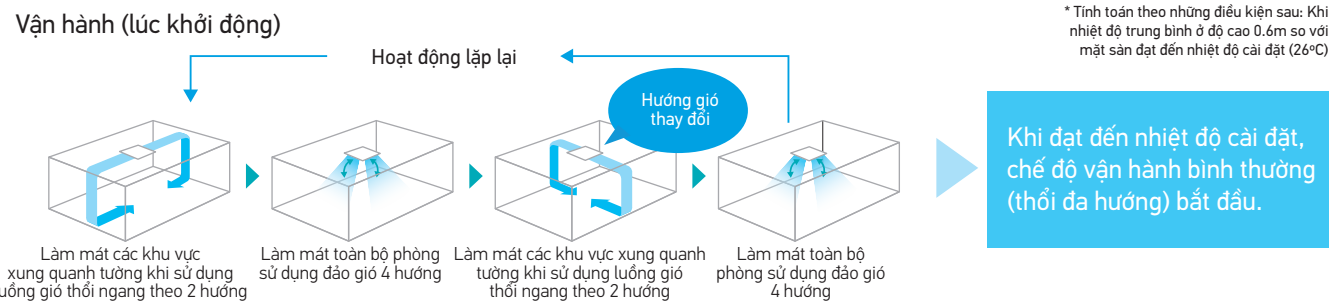 Vận hành (lúc khởi động)
* Tính toán theo những điều kiện sau: Khi
nhiệt độ trung bình ở độ cao 0.6m so với
mặt sàn đạt đến nhiệt độ cài đặt (26ºC)
Hoạt động lặp lại
Hướng gió
thay đổi
Làm mát các khu vực
xung quanh tường khi sử dụng
luồng gió thổi ngang theo 2 hướng
Làm mát toàn bộ phòng
sử dụng đảo gió 4 hướng
Làm mát các khu vực xung quanh
tường khi sử dụng luồng gió
thổi ngang theo 2 hướng
Làm mát toàn bộ
phòng sử dụng đảo gió
4 hướng
Khi đạt đến nhiệt độ cài đặt,
chế độ vận hành bình thường
(thổi đa hướng) bắt đầu.